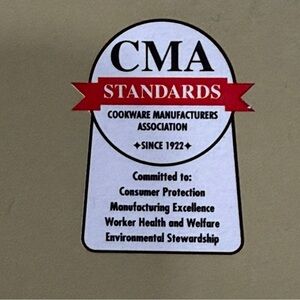 CMA
STANDARDS
COOKWARE MANUFACTURERS
ASSOCIATION
✦SINCE 1922✦
Committed to:
Consumer Protection
Manufacturing Excellence
Worker Health and Welfare
Environmental Stewardship